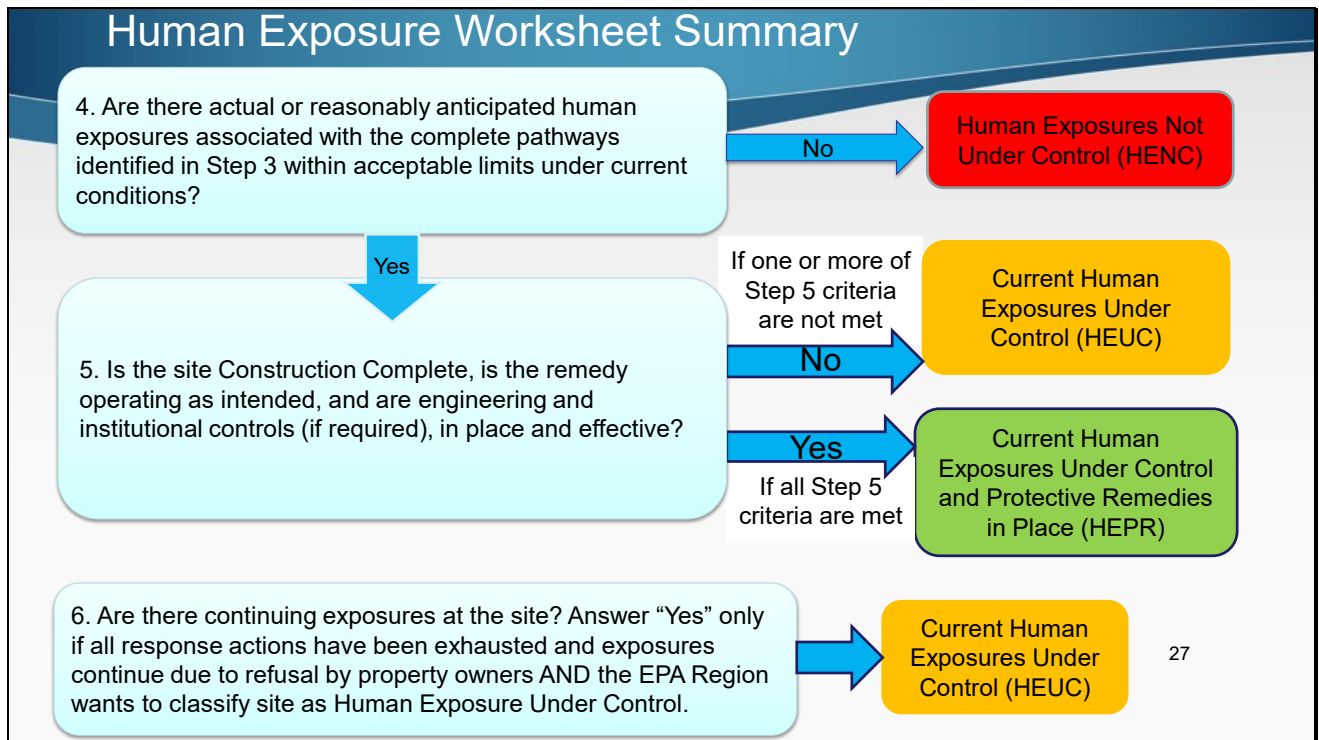 Human Exposure Worksheet Summary
4. Are there actual or reasonably anticipated human
exposures associated with the complete pathways
identified in Step 3 within acceptable limits under current
conditions?
No
Human Exposures Not
Under Control (HENC)
Yes
5. Is the site Construction Complete, is the remedy
operating as intended, and are engineering and
institutional controls (if required), in place and effective?
If one or more of
Step 5 criteria
are not met
No
Current Human
Exposures Under
Control (HEUC)
Yes
If all Step 5
criteria are met
Current Human
Exposures Under Control
and Protective Remedies
in Place (HEPR)
6. Are there continuing exposures at the site? Answer “Yes” only
if all response actions have been exhausted and exposures
continue due to refusal by property owners AND the EPA Region
wants to classify site as Human Exposure Under Control.
Current Human
Exposures Under
Control (HEUC)
27